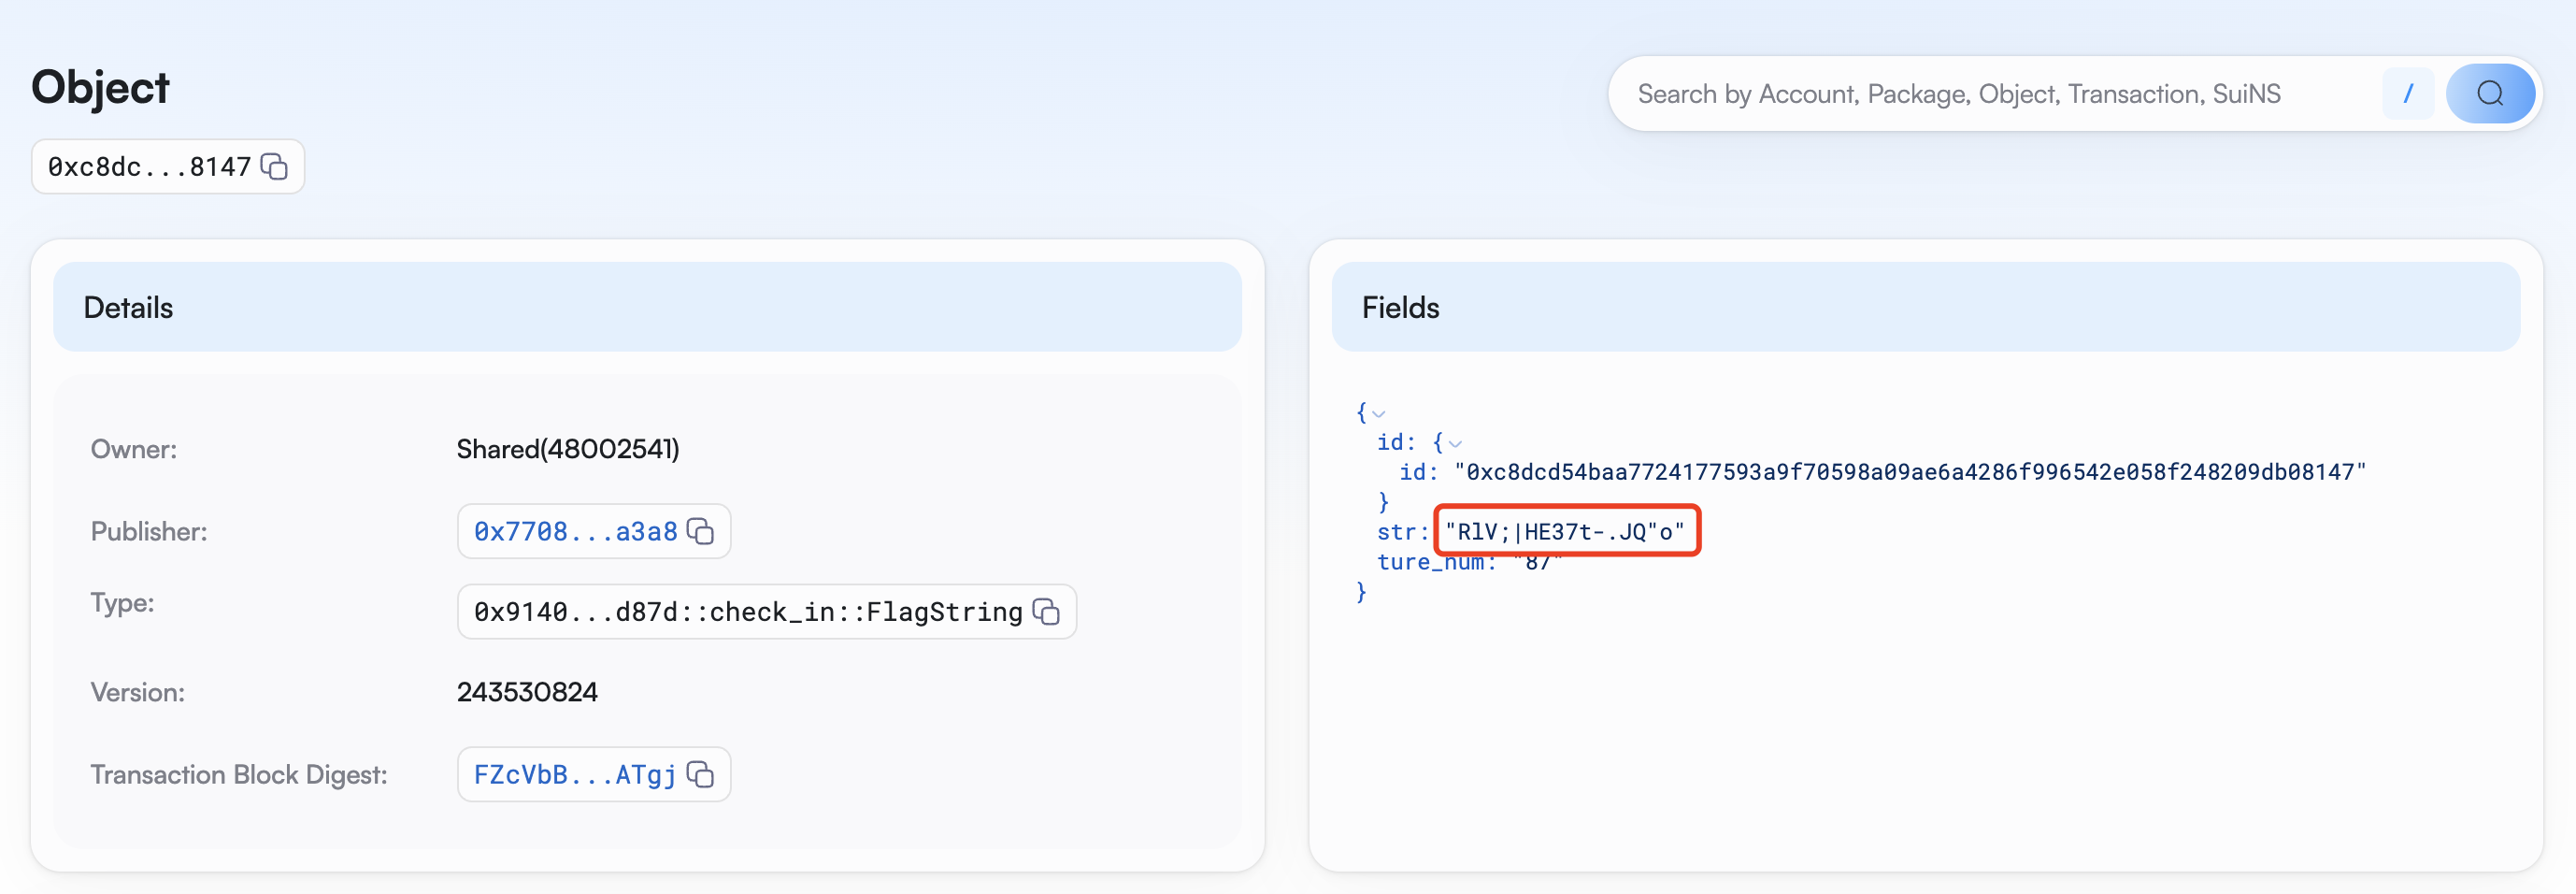 Object
Search by Account, Package, Object, Transaction, SuiNS
/
0xc8dc...8147
Details
Owner: Shared(48002541)
Publisher: 0x7708...a3a8
Type: 0x9140...d87d::check_in::FlagString
Version: 243530824
Transaction Block Digest: FZcVbB...ATgj
Fields
{
id: {
id: "0xc8dcd54baa7724177593a9f70598a09ae6a4286f996542e058f248209db08147"
}
str: "RlV;|HE37t-.JQ"o"
ture_num: "87"
}